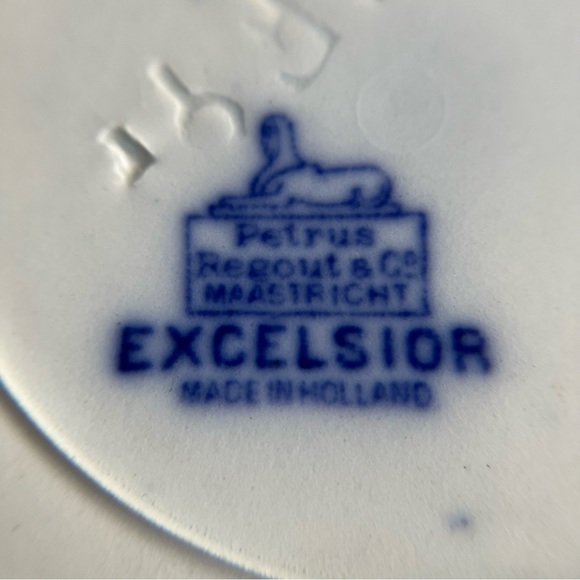 Petrus
Regout & Co
MAASTRICHT
EXCELSIOR
MADE IN HOLLAND